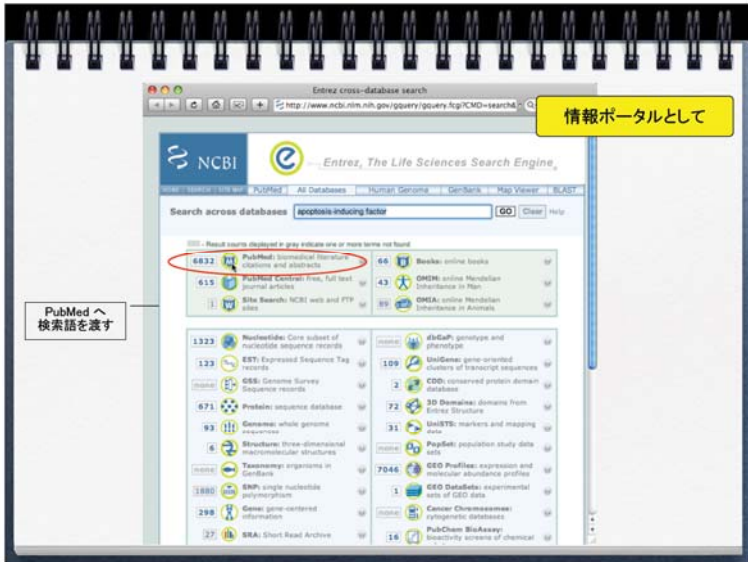 Entrez cross-database search
http://www.ncbi.nlm.nih.gov/gquery/gquery.fcgi?CMD=search&
情報ポータルとして
NCBI
Entrez, The Life Sciences Search Engine
HOME SEARCH SITE MAP PubMed All Databases Human Genome GenBank Map Viewer BLAST
Search across databases apoptosis-inducing factor GO Clear Help
- Result counts displayed in gray indicate one or more terms not found
6832 PubMed: biomedical literature citations and abstracts
66 Books: online books
615 PubMed Central: free, full text journal articles
43 OMIM: online Mendelian Inheritance in Man
1 Site Search: NCBI web and FTP sites
89 OMIA: online Mendelian Inheritance in Animals
PubMed へ
検索語を渡す
1323 Nucleotide: Core subset of nucleotide sequence records
none dbGaP: genotype and phenotype
123 EST: Expressed Sequence Tag records
109 UniGene: gene-oriented clusters of transcript sequences
none GSS: Genome Survey Sequence records
2 CDD: conserved protein domain database
671 Protein: sequence database
72 3D Domains: domains from Entrez Structure
93 Genome: whole genome sequences
31 UniSTS: markers and mapping data
6 Structure: three-dimensional macromolecular structures
none PopSet: population study data sets
none Taxonomy: organisms in GenBank
7046 GEO Profiles: expression and molecular abundance profiles
1880 SNP: single nucleotide polymorphism
1 GEO DataSets: experimental sets of GEO data
298 Gene: gene-centered information
none Cancer Chromosomes: cytogenetic databases
27 SRA: Short Read Archive
16 PubChem BioAssay: bioactivity screens of chemical